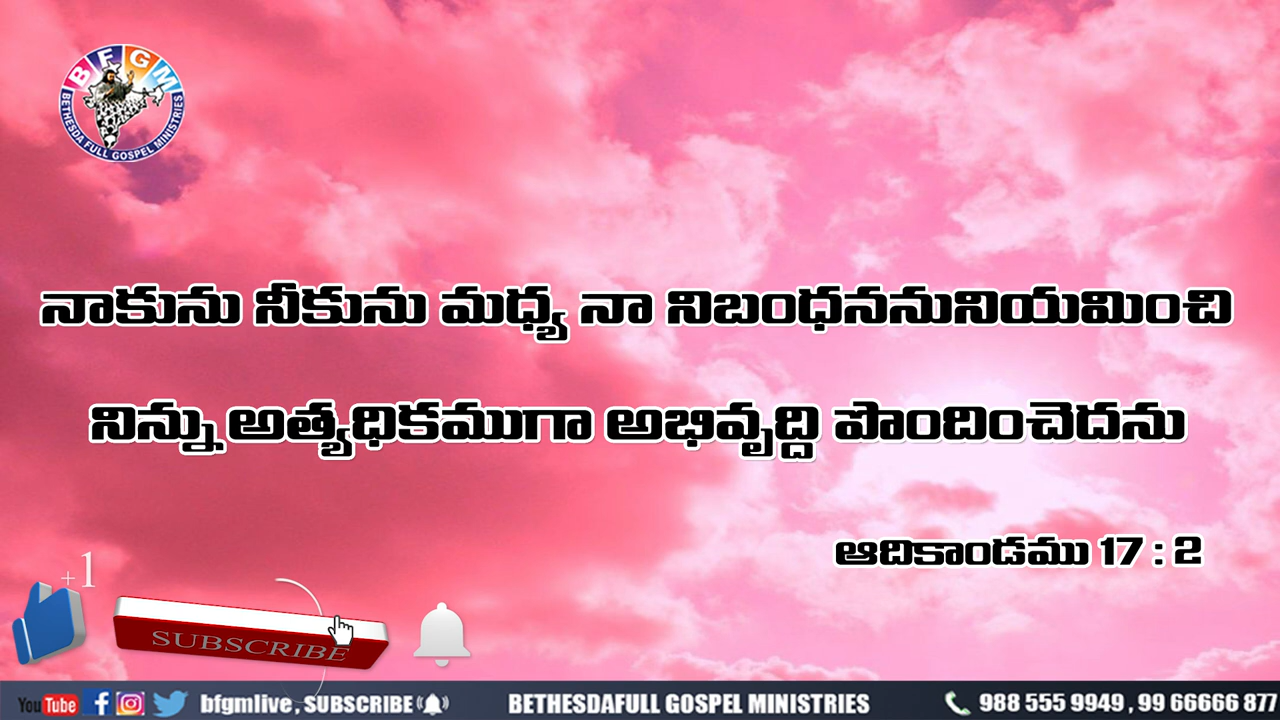 BFGM
BETHESDA FULL GOSPEL MINISTRIES
నాకును నీకును మధ్య నా నిబంధననునియమించి
నిన్ను అత్యధికముగా అభివృద్ది పొందించెదను
ఆదికాండము 17 : 2
+1
SUBSCRIBE
YouTube bfgmlive , SUBSCRIBE BETHESDAFULL GOSPEL MINISTRIES 988 555 9949 , 99 66666 877